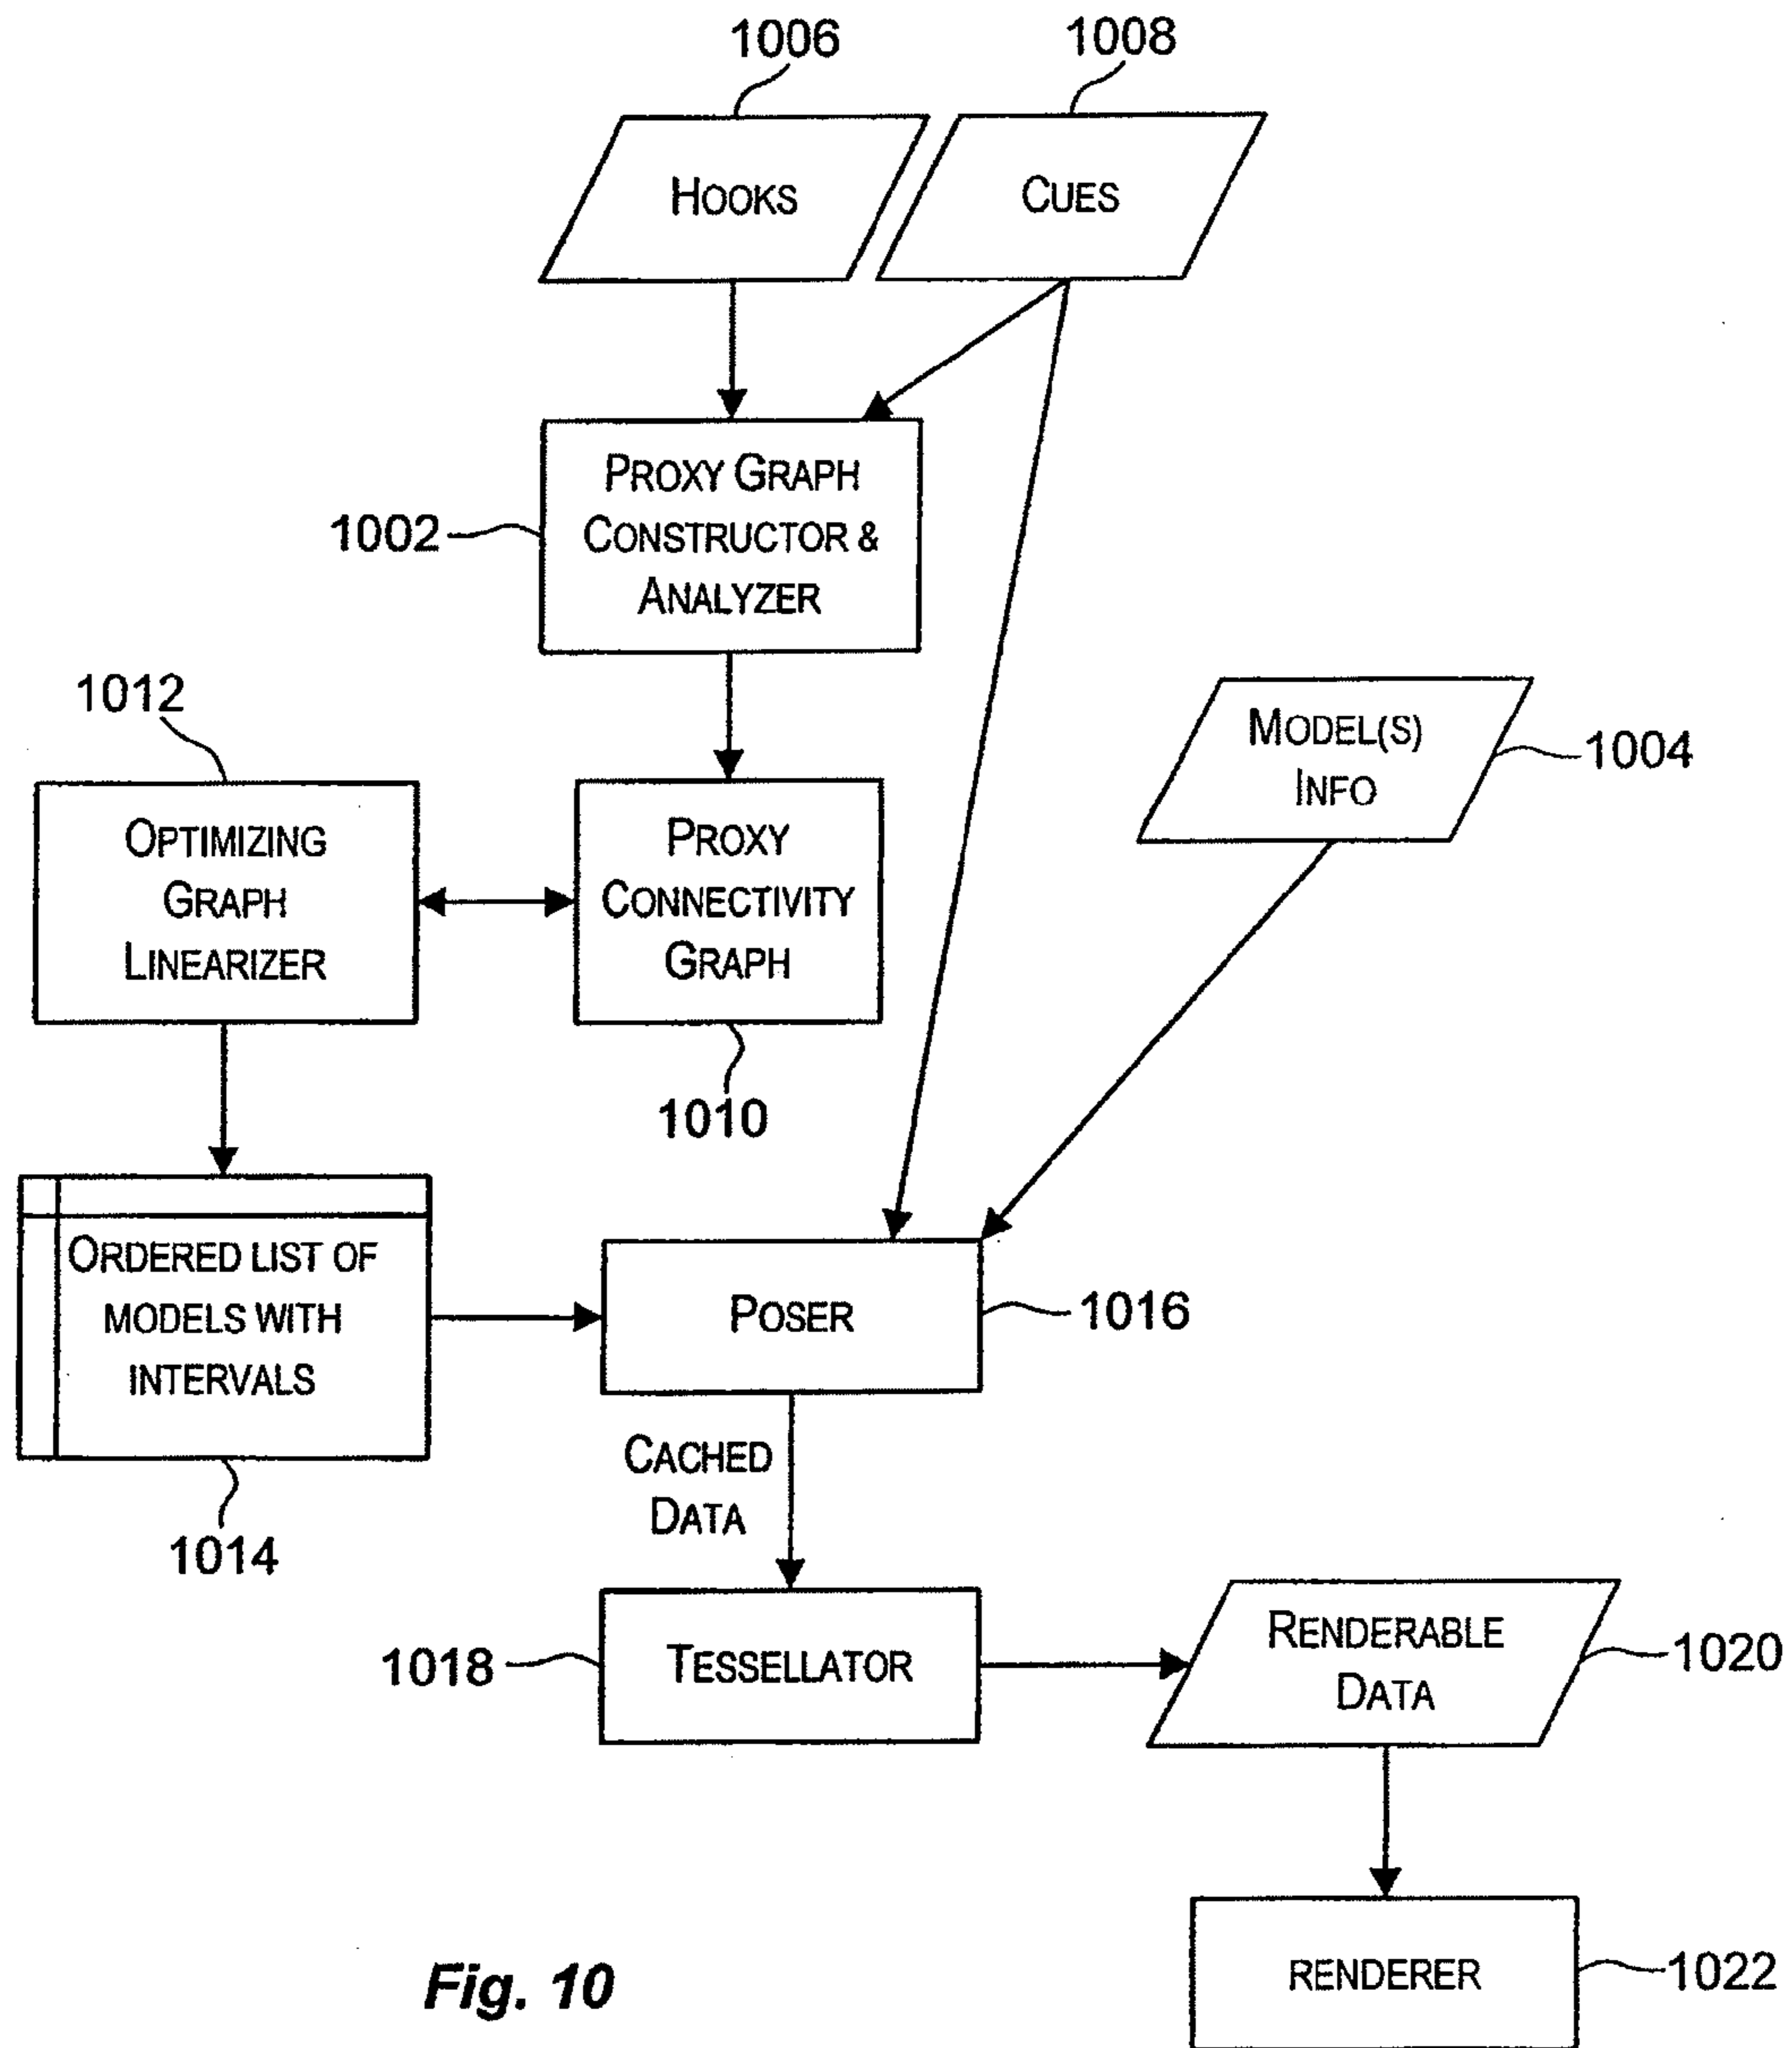 1006
1008
HOOKS
CUES
PROXY GRAPH
CONSTRUCTOR &
ANALYZER
1002
1012
MODEL(S)
INFO
1004
OPTIMIZING
GRAPH
LINEARIZER
PROXY
CONNECTIVITY
GRAPH
1010
ORDERED LIST OF
MODELS WITH
INTERVALS
1014
POSER
1016
CACHED
DATA
TESSELLATOR
1018
RENDERABLE
DATA
1020
RENDERER
1022
Fig. 10